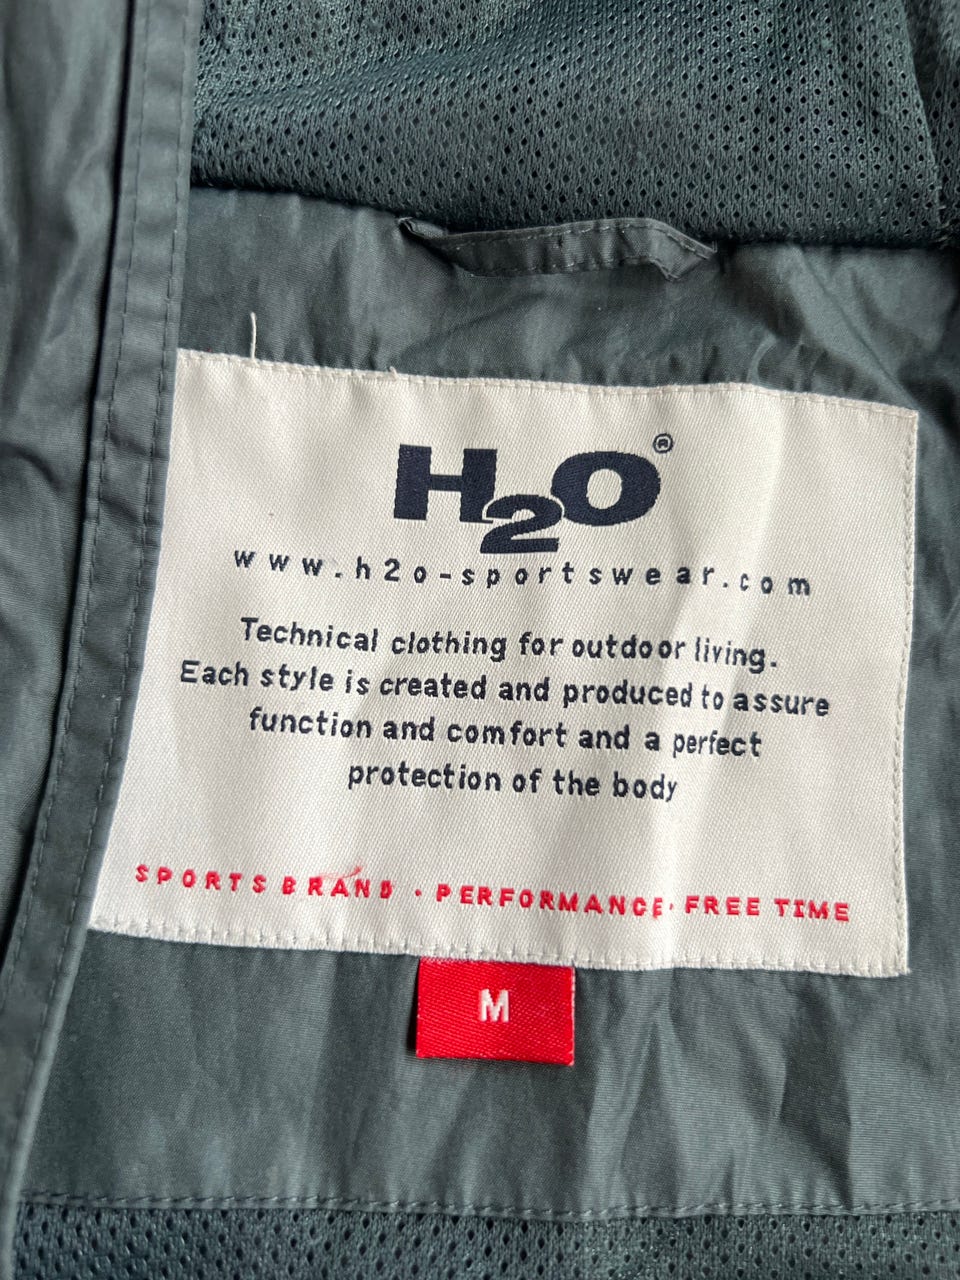 H2O®
www.h2o-sportswear.com
Technical clothing for outdoor living.
Each style is created and produced to assure
function and comfort and a perfect
protection of the body
SPORTS BRAND · PERFORMANCE · FREE TIME
M